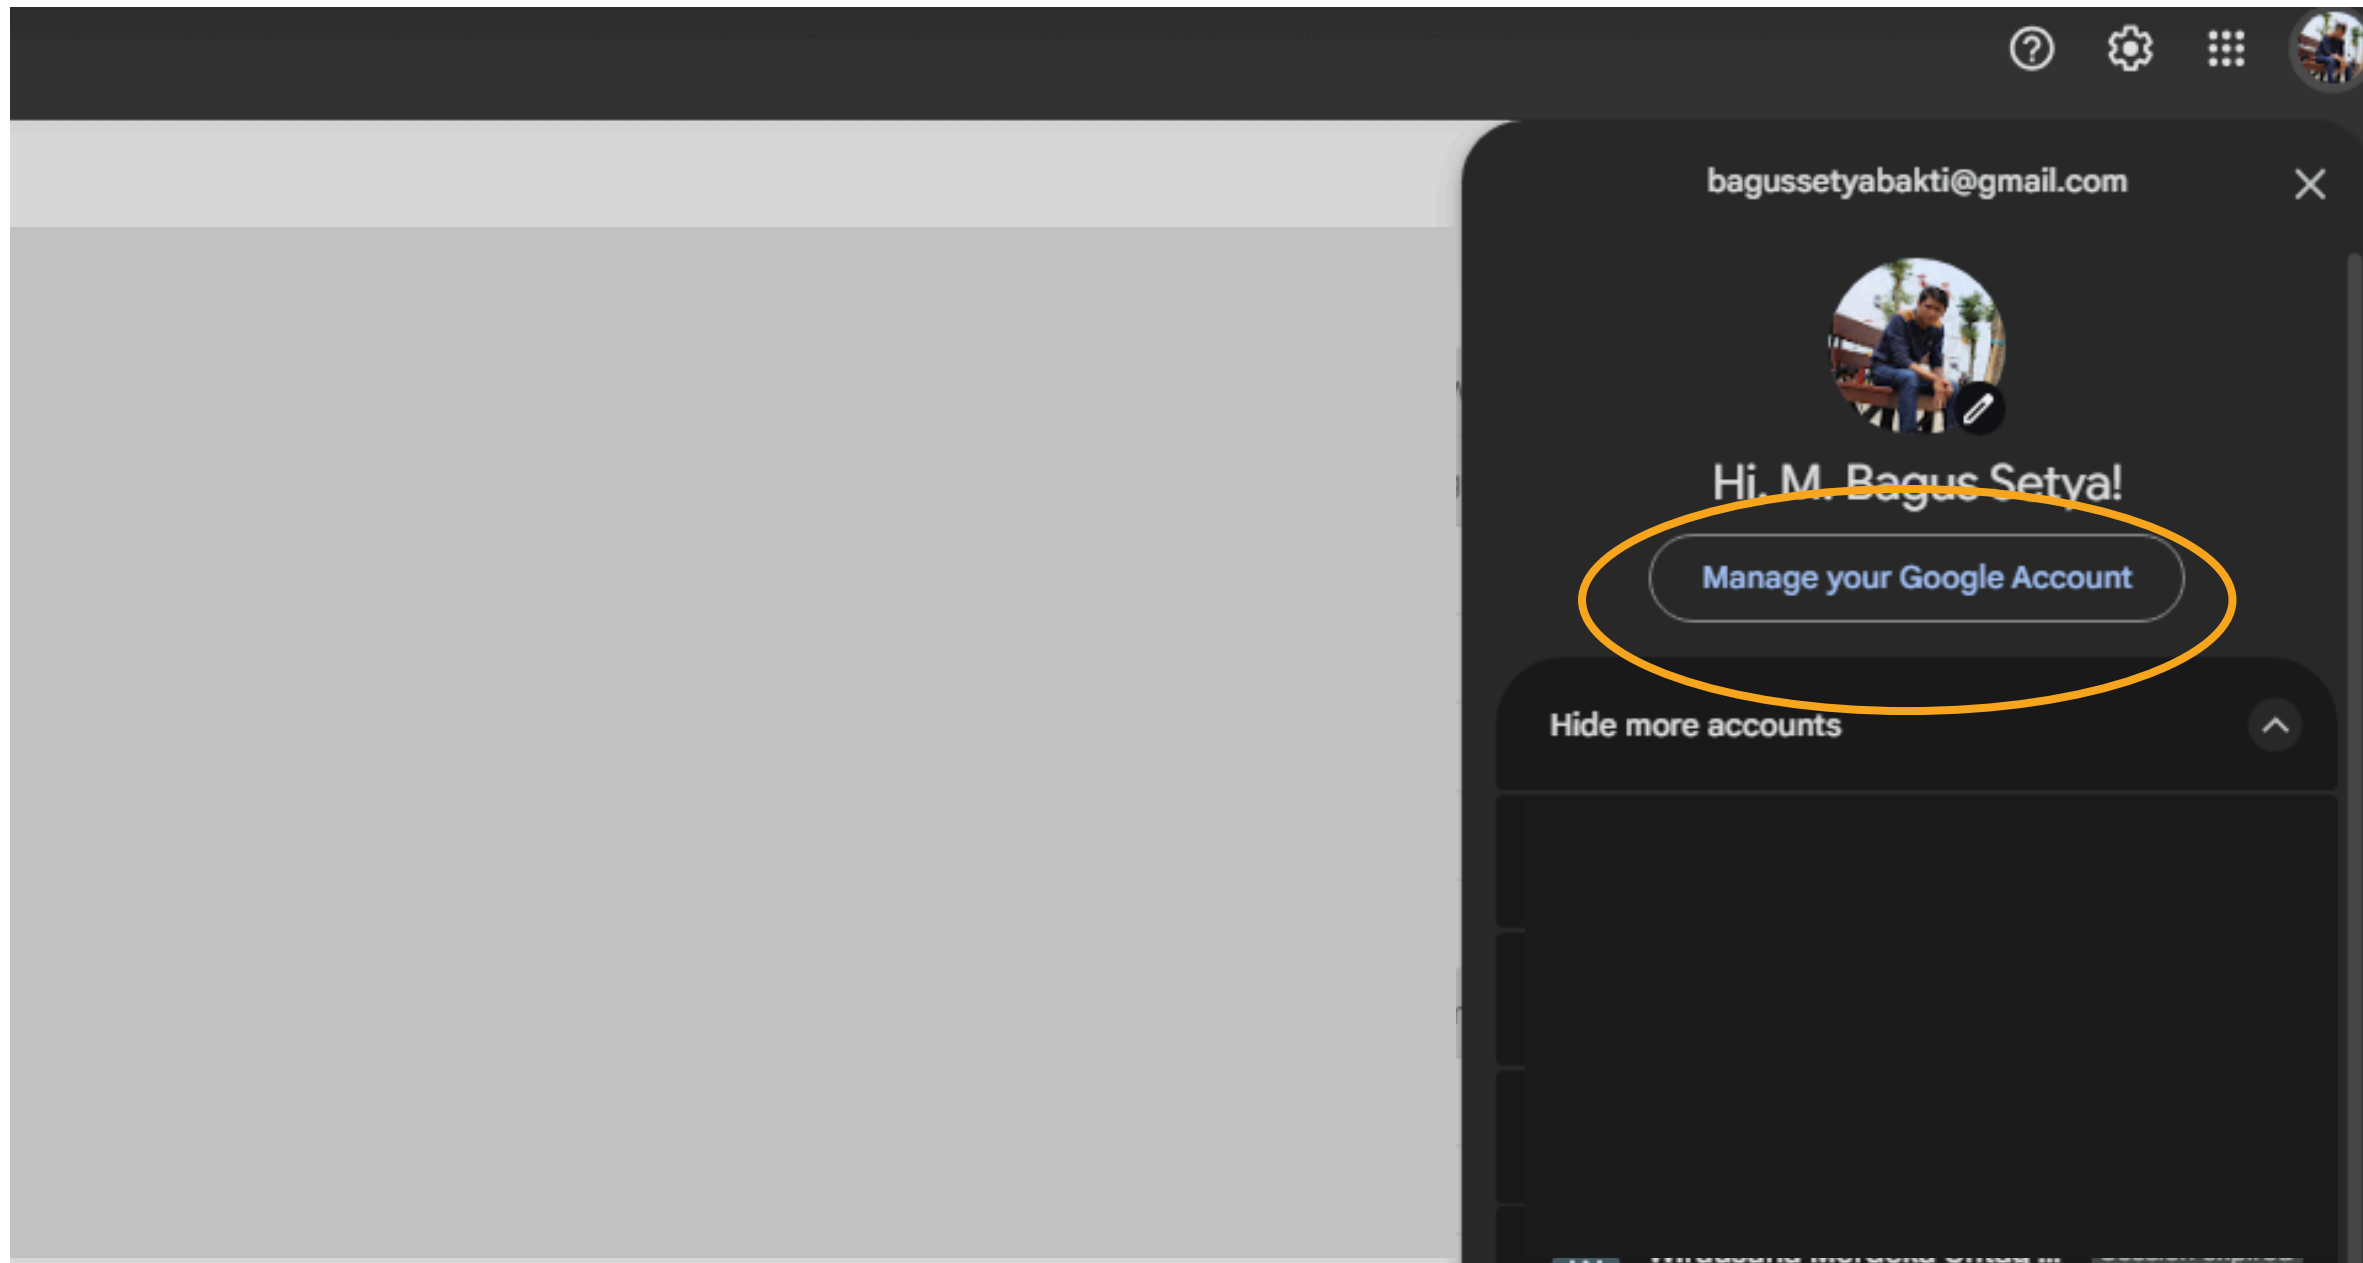 bagussetyabakti@gmail.com
Hi, M. Bagus Setya!
Manage your Google Account
Hide more accounts